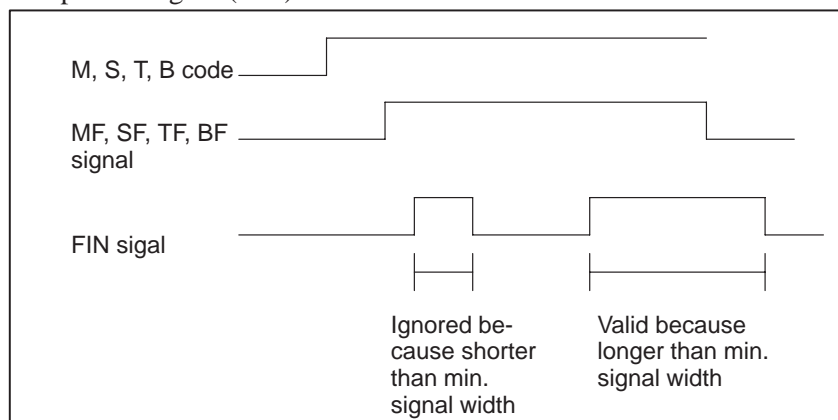 M, S, T, B code
MF, SF, TF, BF
signal
FIN sigal
Ignored be-
cause shorter
than min.
signal width
Valid because
longer than min.
signal width